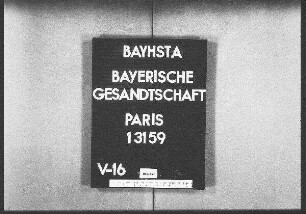 BAYHSTA
BAYERISCHE
GESANDTSCHAFT
PARIS
13159
V-16